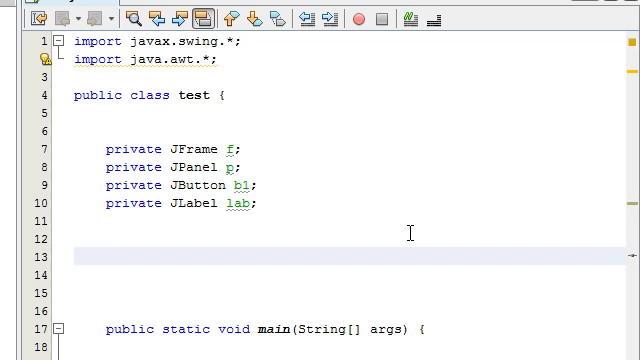 1 import javax.swing.*;
import java.awt.*;
3
4 public class test {
5
6
7 private JFrame f;
8 private JPanel p;
9 private JButton b1;
10 private JLabel lab;
11
12
13
14
15
16
17 public static void main(String[] args) {
18